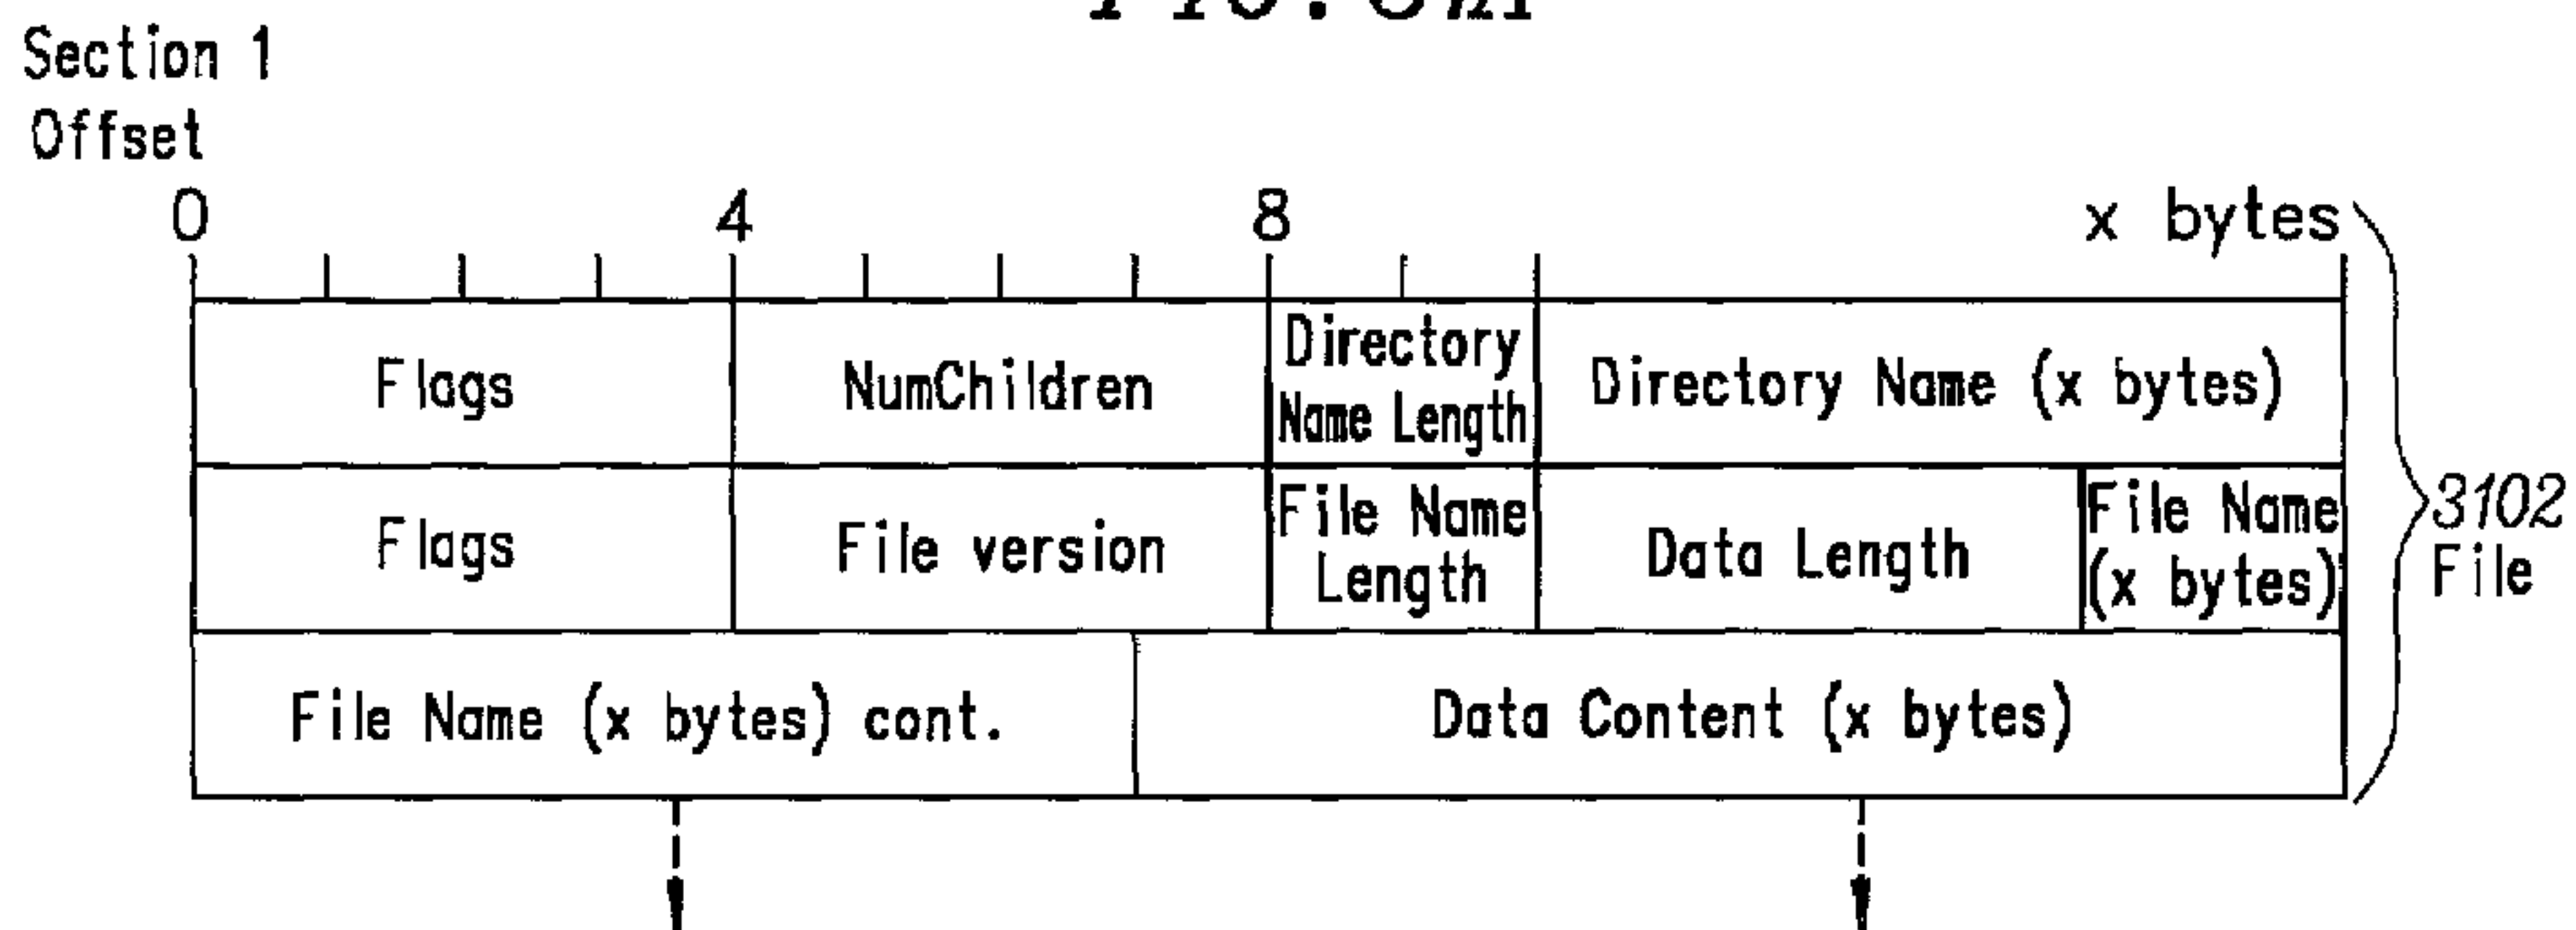 Section 1
Offset
0 4 8 x bytes
Flags NumChildren Directory Name Length Directory Name (x bytes)
Flags File version File Name Length Data Length File Name (x bytes)
3102
File
File Name (x bytes) cont. Data Content (x bytes)